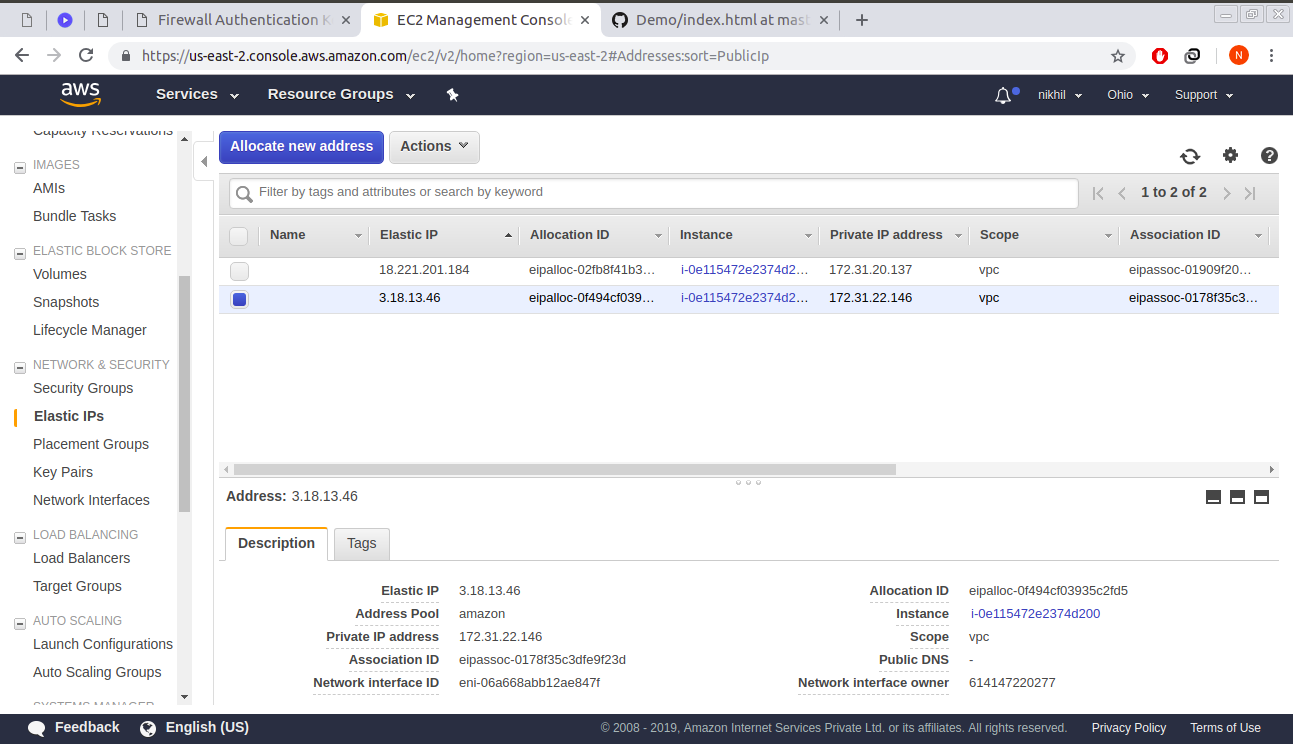 Firewall Authentication K
EC2 Management Console
Demo/index.html at mast
https://us-east-2.console.aws.amazon.com/ec2/v2/home?region=us-east-2#Addresses:sort=PublicIp
N
aws
Services
Resource Groups
nikhil
Ohio
Support
Capacity Reservations
IMAGES
AMIs
Bundle Tasks
ELASTIC BLOCK STORE
Volumes
Snapshots
Lifecycle Manager
NETWORK & SECURITY
Security Groups
Elastic IPs
Placement Groups
Key Pairs
Network Interfaces
LOAD BALANCING
Load Balancers
Target Groups
AUTO SCALING
Launch Configurations
Auto Scaling Groups
SYSTEMS MANAGER
Allocate new address
Actions
Filter by tags and attributes or search by keyword
1 to 2 of 2
Name Elastic IP Allocation ID Instance Private IP address Scope Association ID
18.221.201.184 eipalloc-02fb8f41b3… i-0e115472e2374d2… 172.31.20.137 vpc eipassoc-01909f20…
3.18.13.46 eipalloc-0f494cf039… i-0e115472e2374d2… 172.31.22.146 vpc eipassoc-0178f35c3…
Address: 3.18.13.46
Description
Tags
Elastic IP 3.18.13.46 Allocation ID eipalloc-0f494cf03935c2fd5
Address Pool amazon Instance i-0e115472e2374d200
Private IP address 172.31.22.146 Scope vpc
Association ID eipassoc-0178f35c3dfe9f23d Public DNS -
Network interface ID eni-06a668abb12ae847f Network interface owner 614147220277
Feedback
English (US)
© 2008 - 2019, Amazon Internet Services Private Ltd. or its affiliates. All rights reserved.
Privacy Policy
Terms of Use